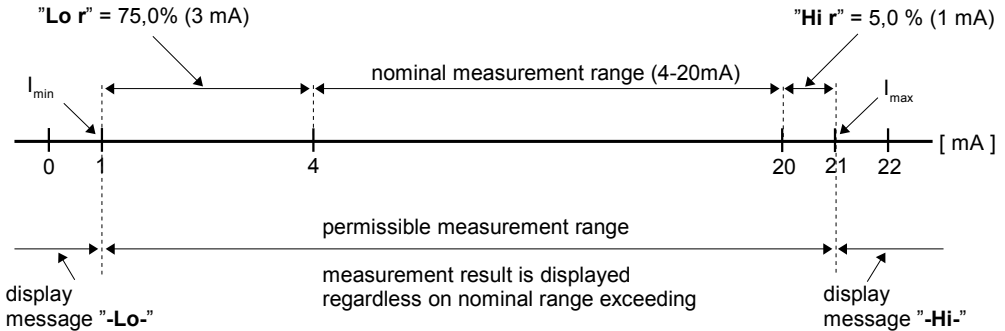 "Lo r" = 75,0% (3 mA)
"Hi r" = 5,0 % (1 mA)
nominal measurement range (4-20mA)
Imin
Imax
[ mA ]
0
1
4
20
21
22
permissible measurement range
measurement result is displayed
regardless on nominal range exceeding
display
message "-Lo-"
display
message "-Hi-"